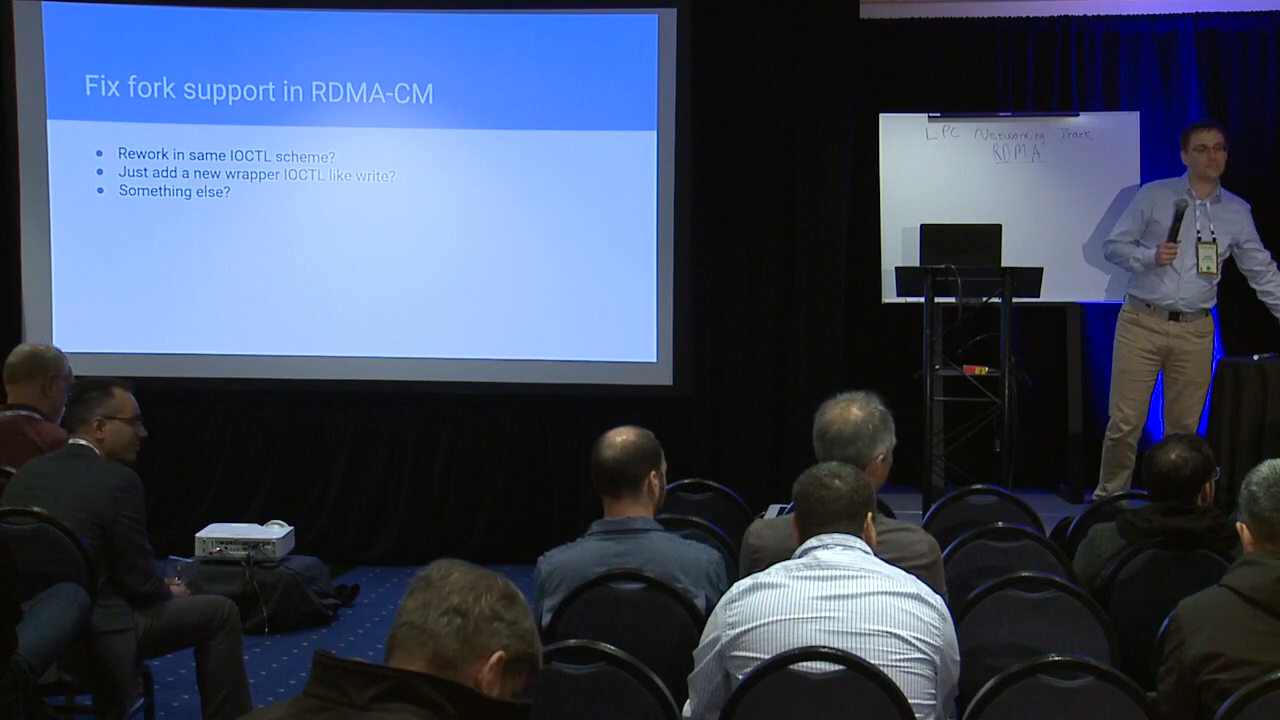 Fix fork support in RDMA-CM
Rework in same IOCTL scheme?
Just add a new wrapper IOCTL like write?
Something else?
LPC Networking Track
RDMA